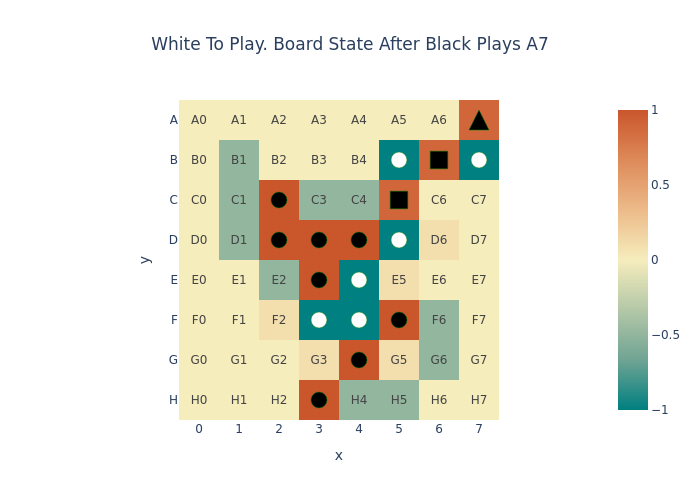 White To Play. Board State After Black Plays A7
A A0 A1 A2 A3 A4 A5 A6
B B0 B1 B2 B3 B4
C C0 C1 C3 C4 C6 C7
D D0 D1 D6 D7
E E0 E1 E2 E5 E6 E7
F F0 F1 F2 F6 F7
G G0 G1 G2 G3 G5 G6 G7
H H0 H1 H2 H4 H5 H6 H7
0 1 2 3 4 5 6 7
x
y
1
0.5
0
−0.5
−1